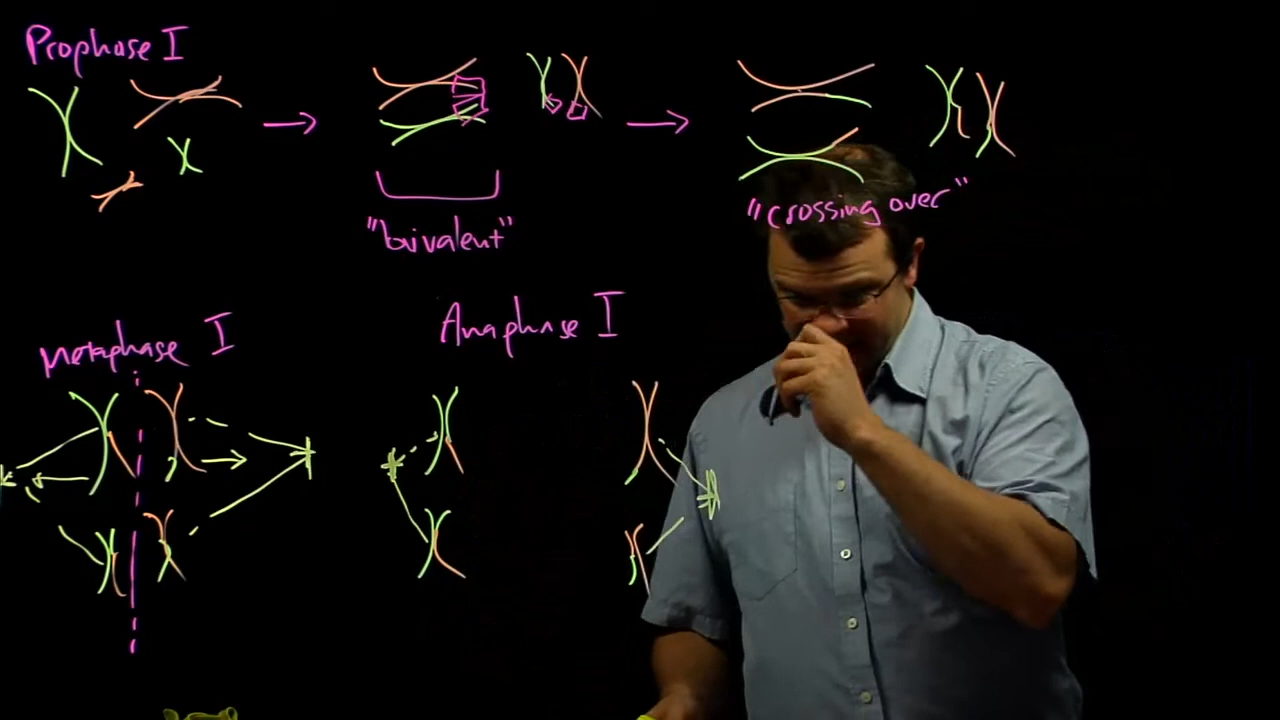 Prophase I
"bivalent"
"crossing over"
Metaphase I
Anaphase I